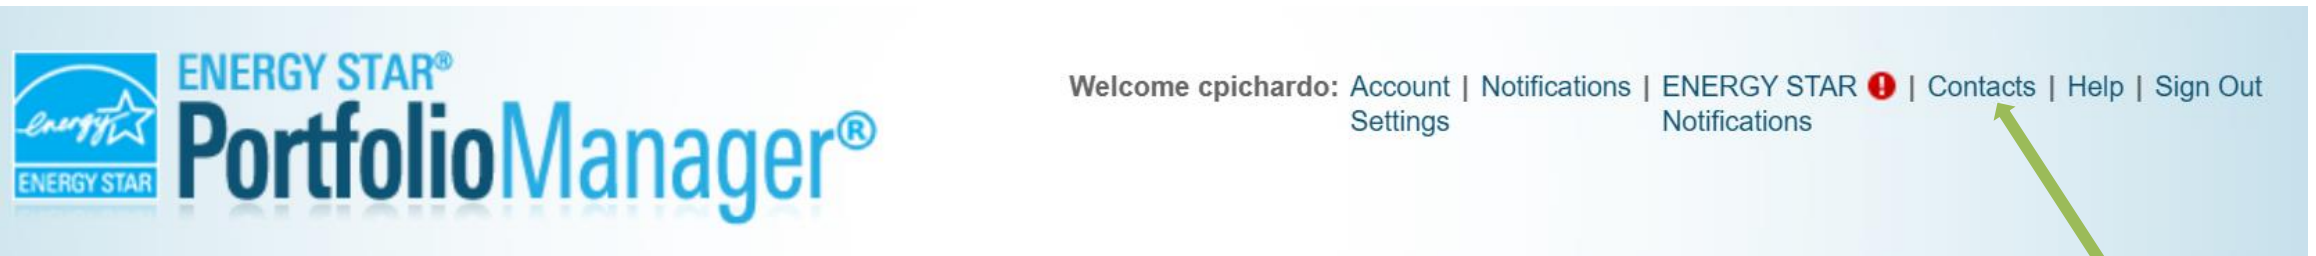 energy
ENERGY STAR
ENERGY STAR®
PortfolioManager®
Welcome cpichardo: Account | Notifications | ENERGY STAR | Contacts | Help | Sign Out
Settings Notifications